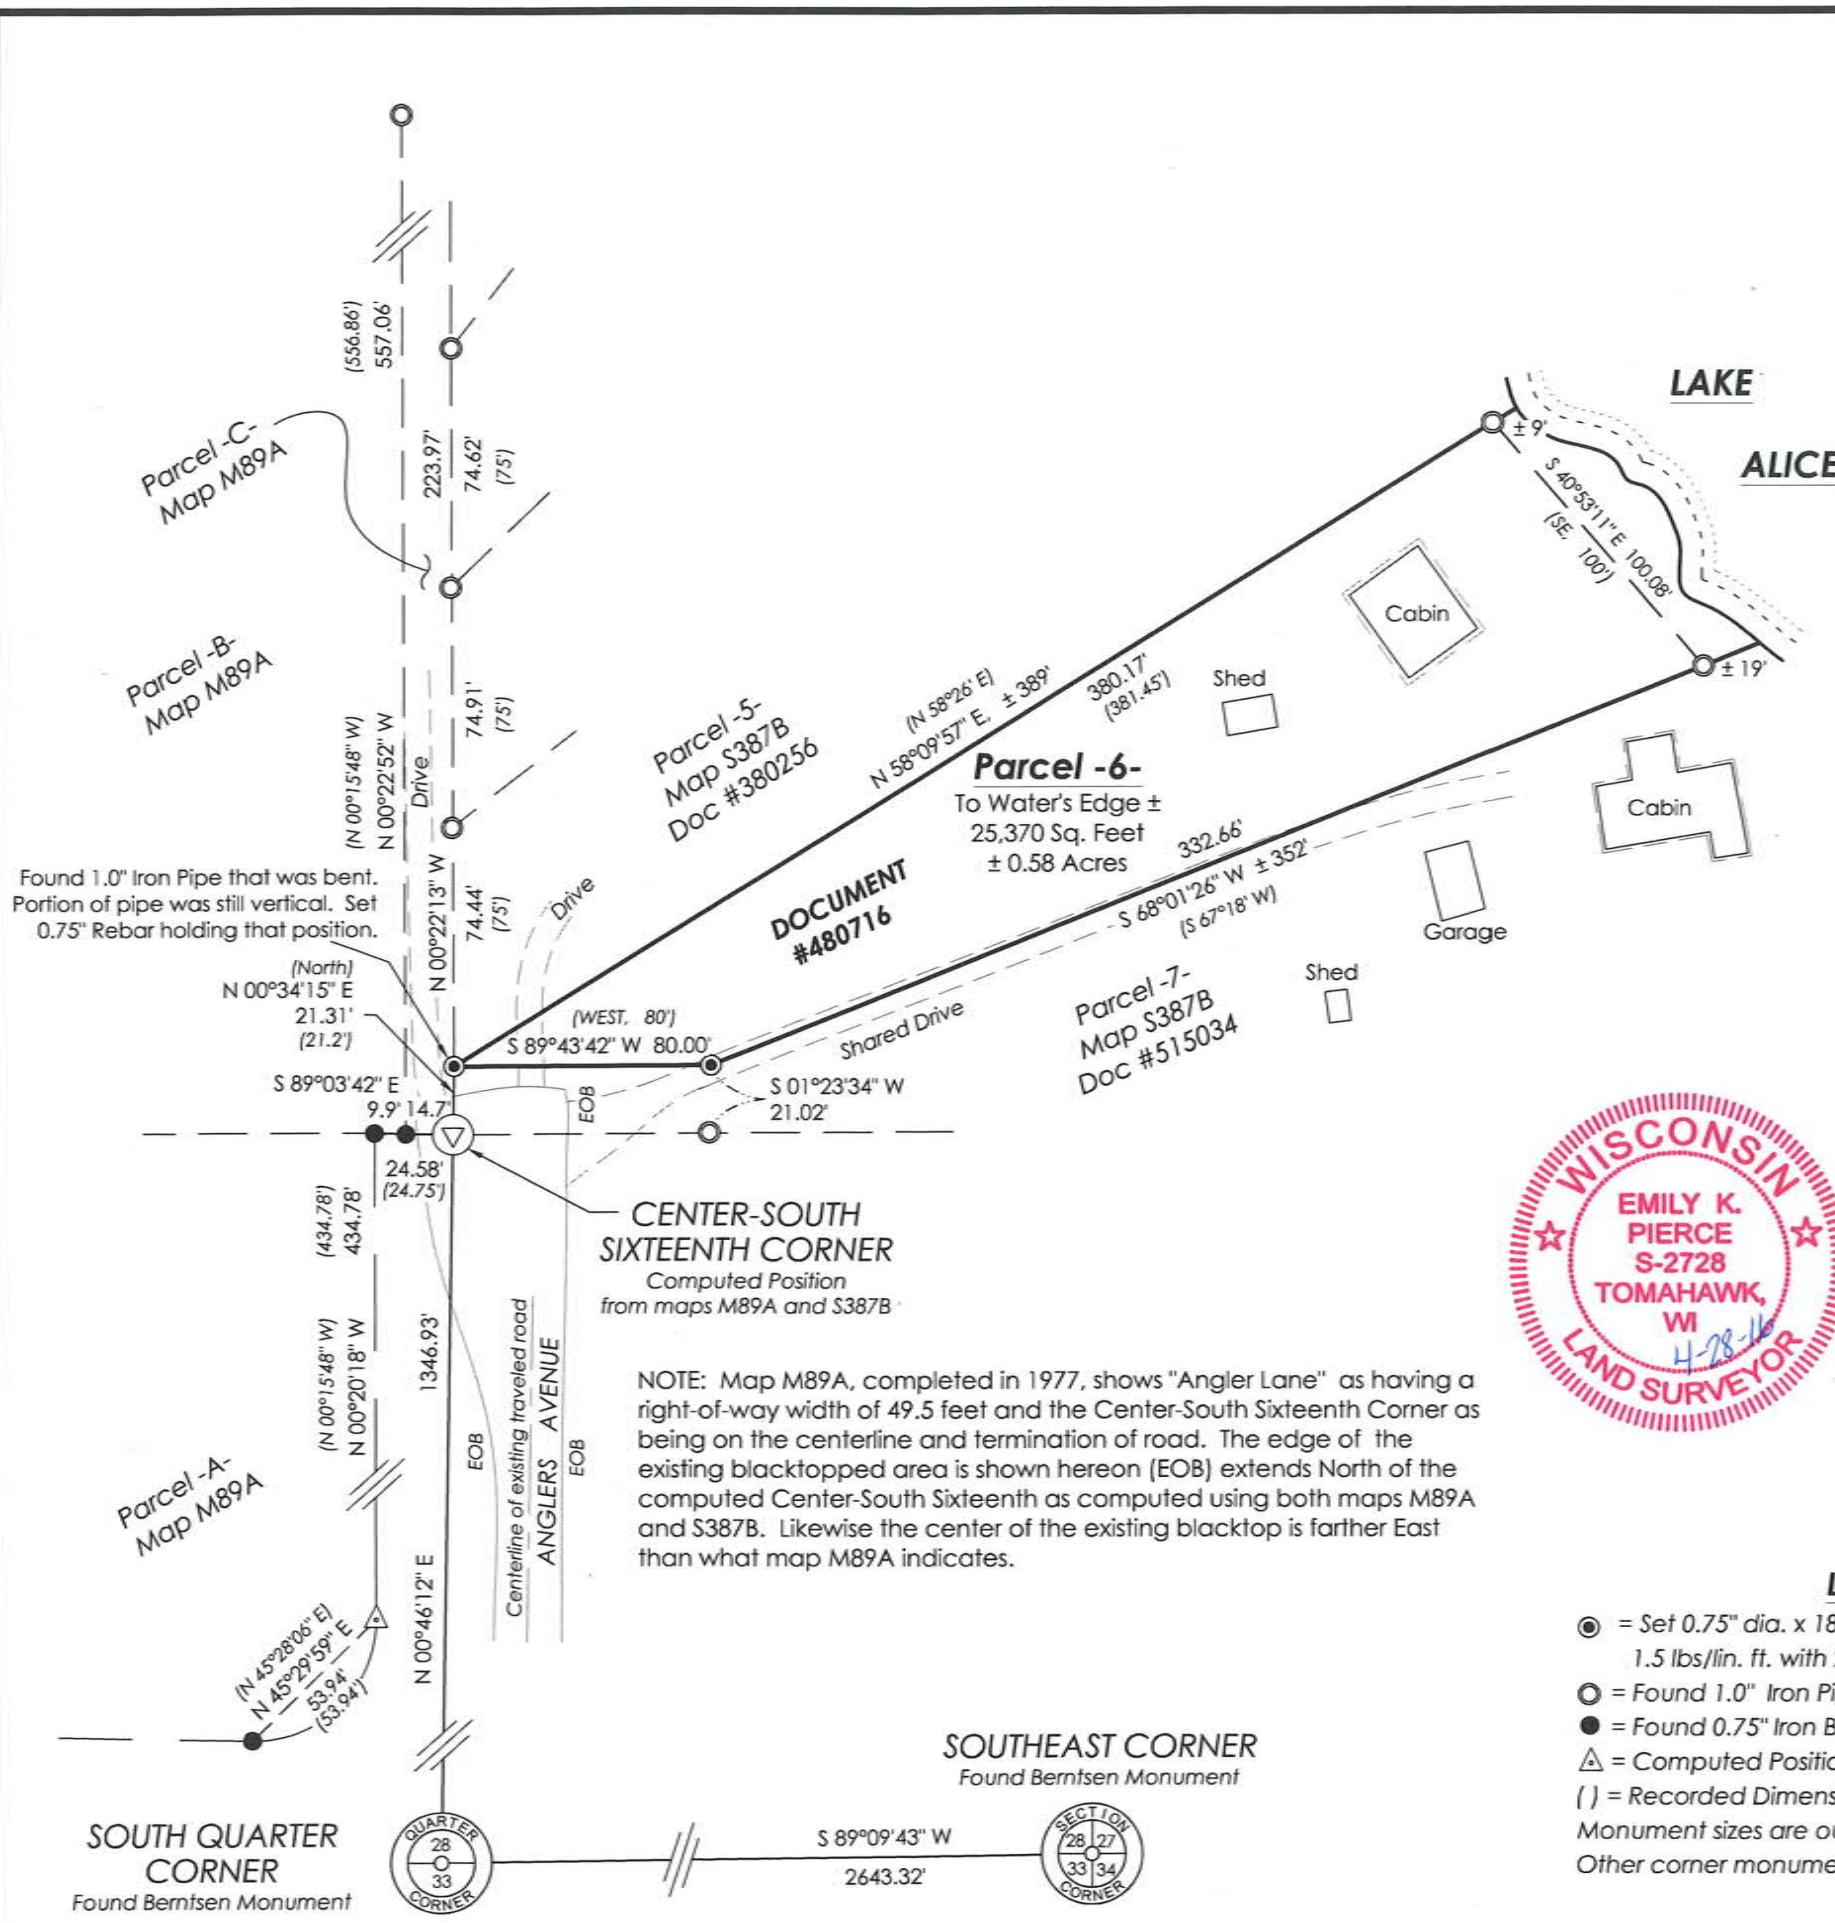 LAKE
ALICE
(556.86')
557.06'
Parcel -C-
Map M89A
223.97'
74.62'
(75')
± 9'
S 40°53'11" E 100.08'
(SE, 100')
± 19'
Cabin
Shed
Parcel -B-
Map M89A
74.91'
(75')
(N 00°15'48" W)
N 00°22'52" W
Drive
Parcel -5-
Map S387B
Doc #380256
(N 58°26' E)
N 58°09'57" E, ± 389'
380.17'
(381.45')
Parcel -6-
To Water's Edge ±
25,370 Sq. Feet
± 0.58 Acres
Cabin
Garage
332.66'
S 68°01'26" W ± 352'
(S 67°18' W)
DOCUMENT
#480716
Found 1.0" Iron Pipe that was bent.
Portion of pipe was still vertical. Set
0.75" Rebar holding that position.
N 00°22'13" W
74.44'
(75')
Drive
(North)
N 00°34'15" E
21.31'
(21.2')
(WEST, 80')
S 89°43'42" W 80.00'
Shared Drive
Parcel -7-
Map S387B
Doc #515034
Shed
S 89°03'42" E
9.9' 14.7'
EOB
S 01°23'34" W
21.02'
24.58'
(24.75')
(434.78')
434.78'
CENTER-SOUTH
SIXTEENTH CORNER
Computed Position
from maps M89A and S387B
WISCONSIN
EMILY K.
PIERCE
S-2728
TOMAHAWK,
WI
4-28-16
LAND SURVEYOR
(N 00°15'48" W)
N 00°20'18" W
1346.93'
EOB
Centerline of existing traveled road
ANGLERS AVENUE
EOB
NOTE: Map M89A, completed in 1977, shows "Angler Lane" as having a
right-of-way width of 49.5 feet and the Center-South Sixteenth Corner as
being on the centerline and termination of road. The edge of the
existing blacktopped area is shown hereon (EOB) extends North of the
computed Center-South Sixteenth as computed using both maps M89A
and S387B. Likewise the center of the existing blacktop is farther East
than what map M89A indicates.
Parcel -A-
Map M89A
N 00°46'12" E
(N 45°28'06" E)
N 45°29'59" E
53.94'
(53.94')
= Set 0.75" dia. x 18
1.5 lbs/lin. ft. with
= Found 1.0" Iron Pi
= Found 0.75" Iron B
= Computed Positio
( ) = Recorded Dimens
Monument sizes are ou
Other corner monume
SOUTHEAST CORNER
Found Berntsen Monument
SOUTH QUARTER
CORNER
Found Berntsen Monument
QUARTER
28
33
CORNER
S 89°09'43" W
2643.32'
SECTION
28 27
33 34
CORNER